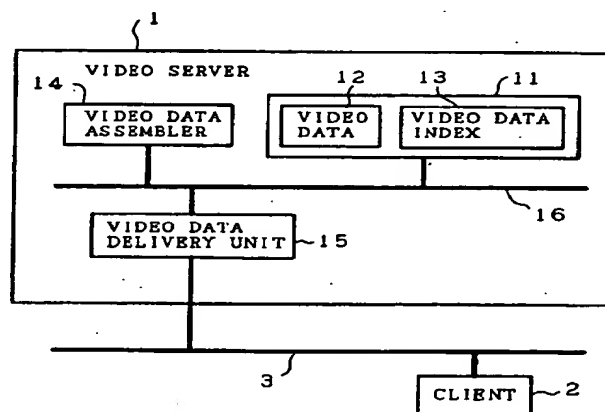 1
VIDEO SERVER
14
12
13
11
VIDEO DATA
ASSEMBLER
VIDEO
DATA
VIDEO DATA
INDEX
16
VIDEO DATA
DELIVERY UNIT
15
3
CLIENT
2